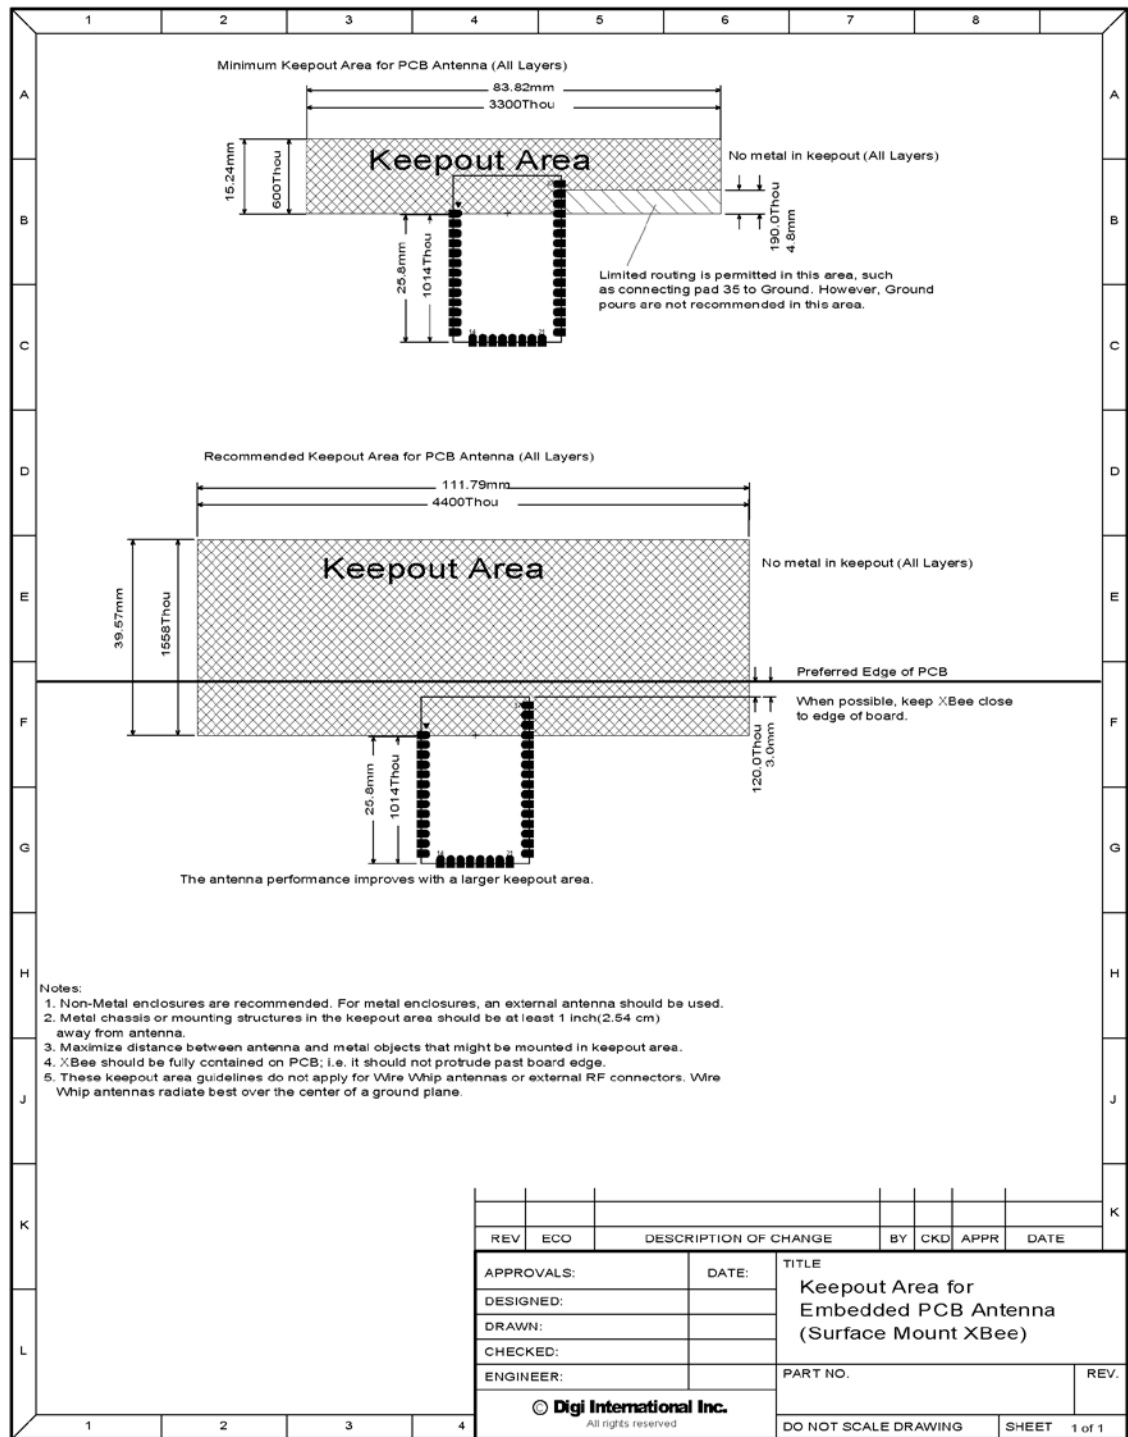 1 2 3 4 5 6 7 8
A A
B B
C C
D D
E E
F F
G G
H H
J J
K K
L
Minimum Keepout Area for PCB Antenna (All Layers)
83.82mm
3300Thou
Keepout Area
15.24mm
600Thou
No metal in keepout (All Layers)
190.0Thou
4.8mm
25.8mm
1014Thou
Limited routing is permitted in this area, such
as connecting pad 35 to Ground. However, Ground
pours are not recommended in this area.
14 21
Recommended Keepout Area for PCB Antenna (All Layers)
111.79mm
4400Thou
Keepout Area
39.57mm
1558Thou
No metal in keepout (All Layers)
Preferred Edge of PCB
When possible, keep XBee close
to edge of board.
120.0Thou
3.0mm
25.8mm
1014Thou
14 21
The antenna performance improves with a larger keepout area.
Notes:
1. Non-Metal enclosures are recommended. For metal enclosures, an external antenna should be used.
2. Metal chassis or mounting structures in the keepout area should be at least 1 inch(2.54 cm)
away from antenna.
3. Maximize distance between antenna and metal objects that might be mounted in keepout area.
4. XBee should be fully contained on PCB; i.e. it should not protrude past board edge.
5. These keepout area guidelines do not apply for Wire Whip antennas or external RF connectors. Wire
Whip antennas radiate best over the center of a ground plane.
REV ECO DESCRIPTION OF CHANGE BY CKD APPR DATE
APPROVALS: DATE:
DESIGNED:
DRAWN:
CHECKED:
ENGINEER:
TITLE
Keepout Area for
Embedded PCB Antenna
(Surface Mount XBee)
PART NO. REV.
© Digi International Inc.
All rights reserved
DO NOT SCALE DRAWING SHEET 1 of 1
1 2 3 4